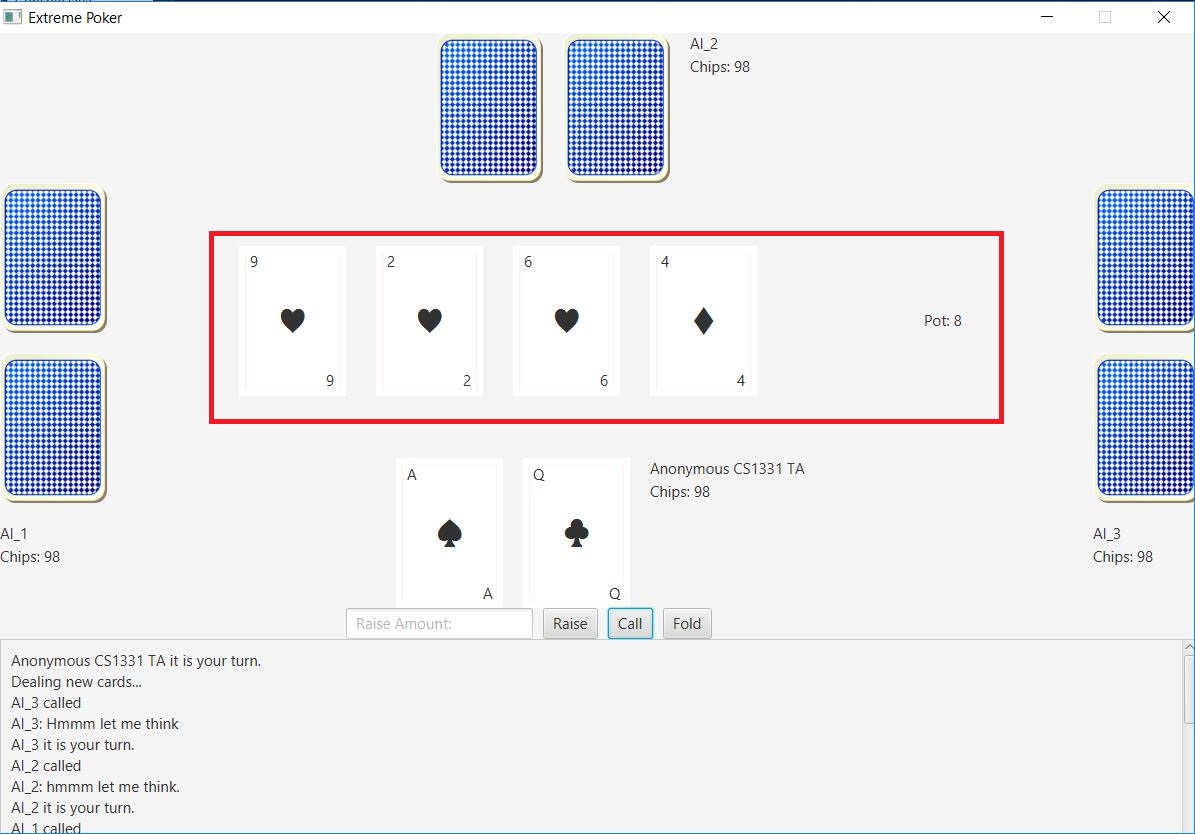 Extreme Poker
AI_2
Chips: 98
9
2
6
4
Pot: 8
9
2
6
4
A
Q
Anonymous CS1331 TA
Chips: 98
AI_1
Chips: 98
AI_3
Chips: 98
A
Q
Raise Amount:
Raise
Call
Fold
Anonymous CS1331 TA it is your turn.
Dealing new cards...
AI_3 called
AI_3: Hmmm let me think
AI_3 it is your turn.
AI_2 called
AI_2: hmmm let me think.
AI_2 it is your turn.
AI_1 called